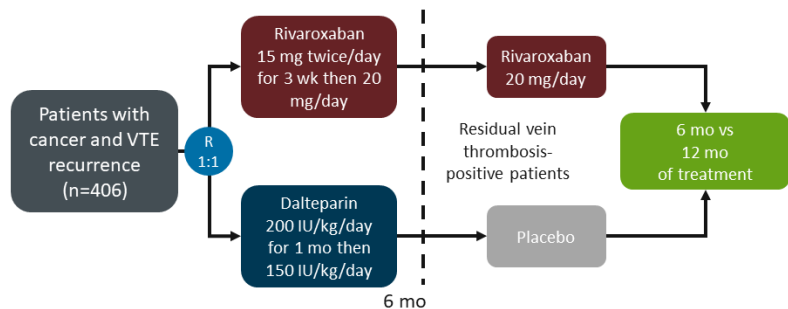 Patients with
cancer and VTE
recurrence
(n=406)
R
1:1
Rivaroxaban
15 mg twice/day
for 3 wk then 20
mg/day
Dalteparin
200 IU/kg/day
for 1 mo then
150 IU/kg/day
6 mo
Rivaroxaban
20 mg/day
Residual vein
thrombosis-
positive patients
Placebo
6 mo vs
12 mo
of treatment